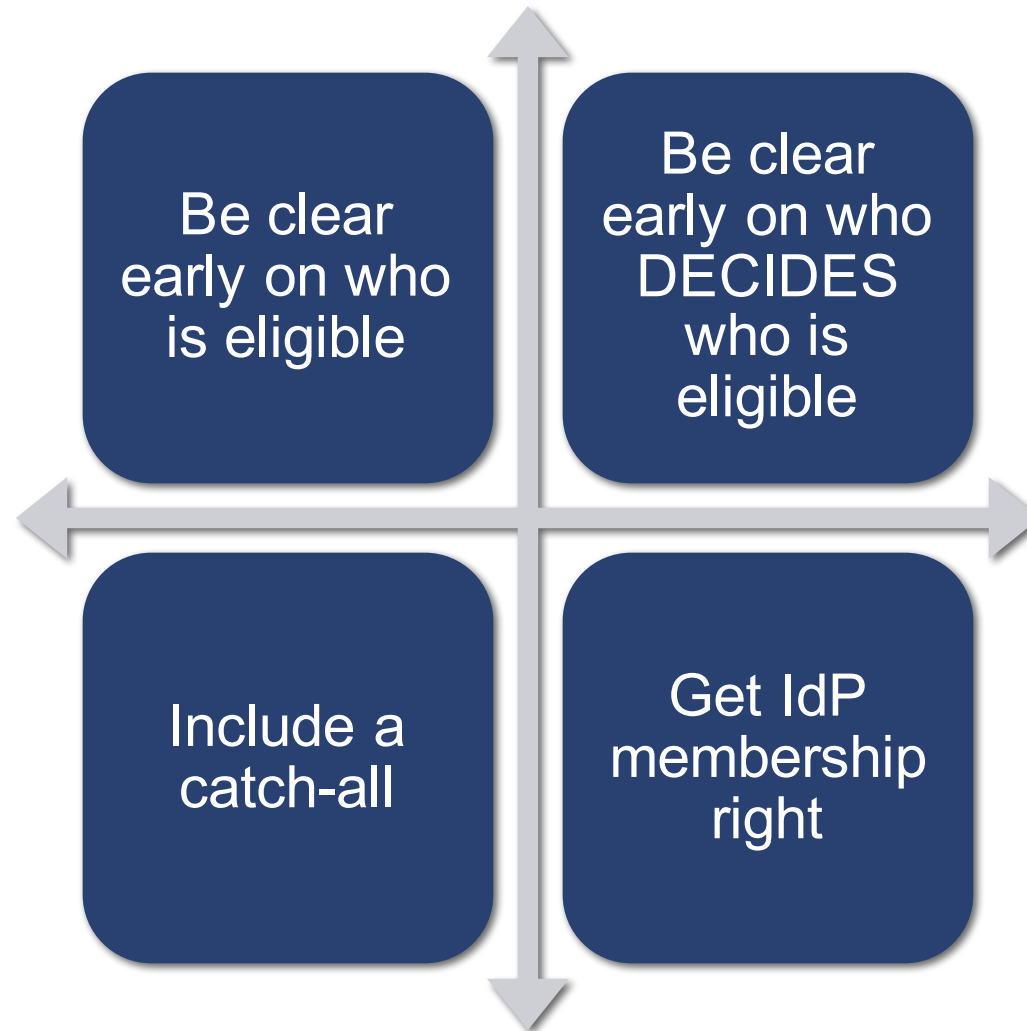 Be clear
early on who
is eligible
Be clear
early on who
DECIDES
who is
eligible
Include a
catch-all
Get IdP
membership
right